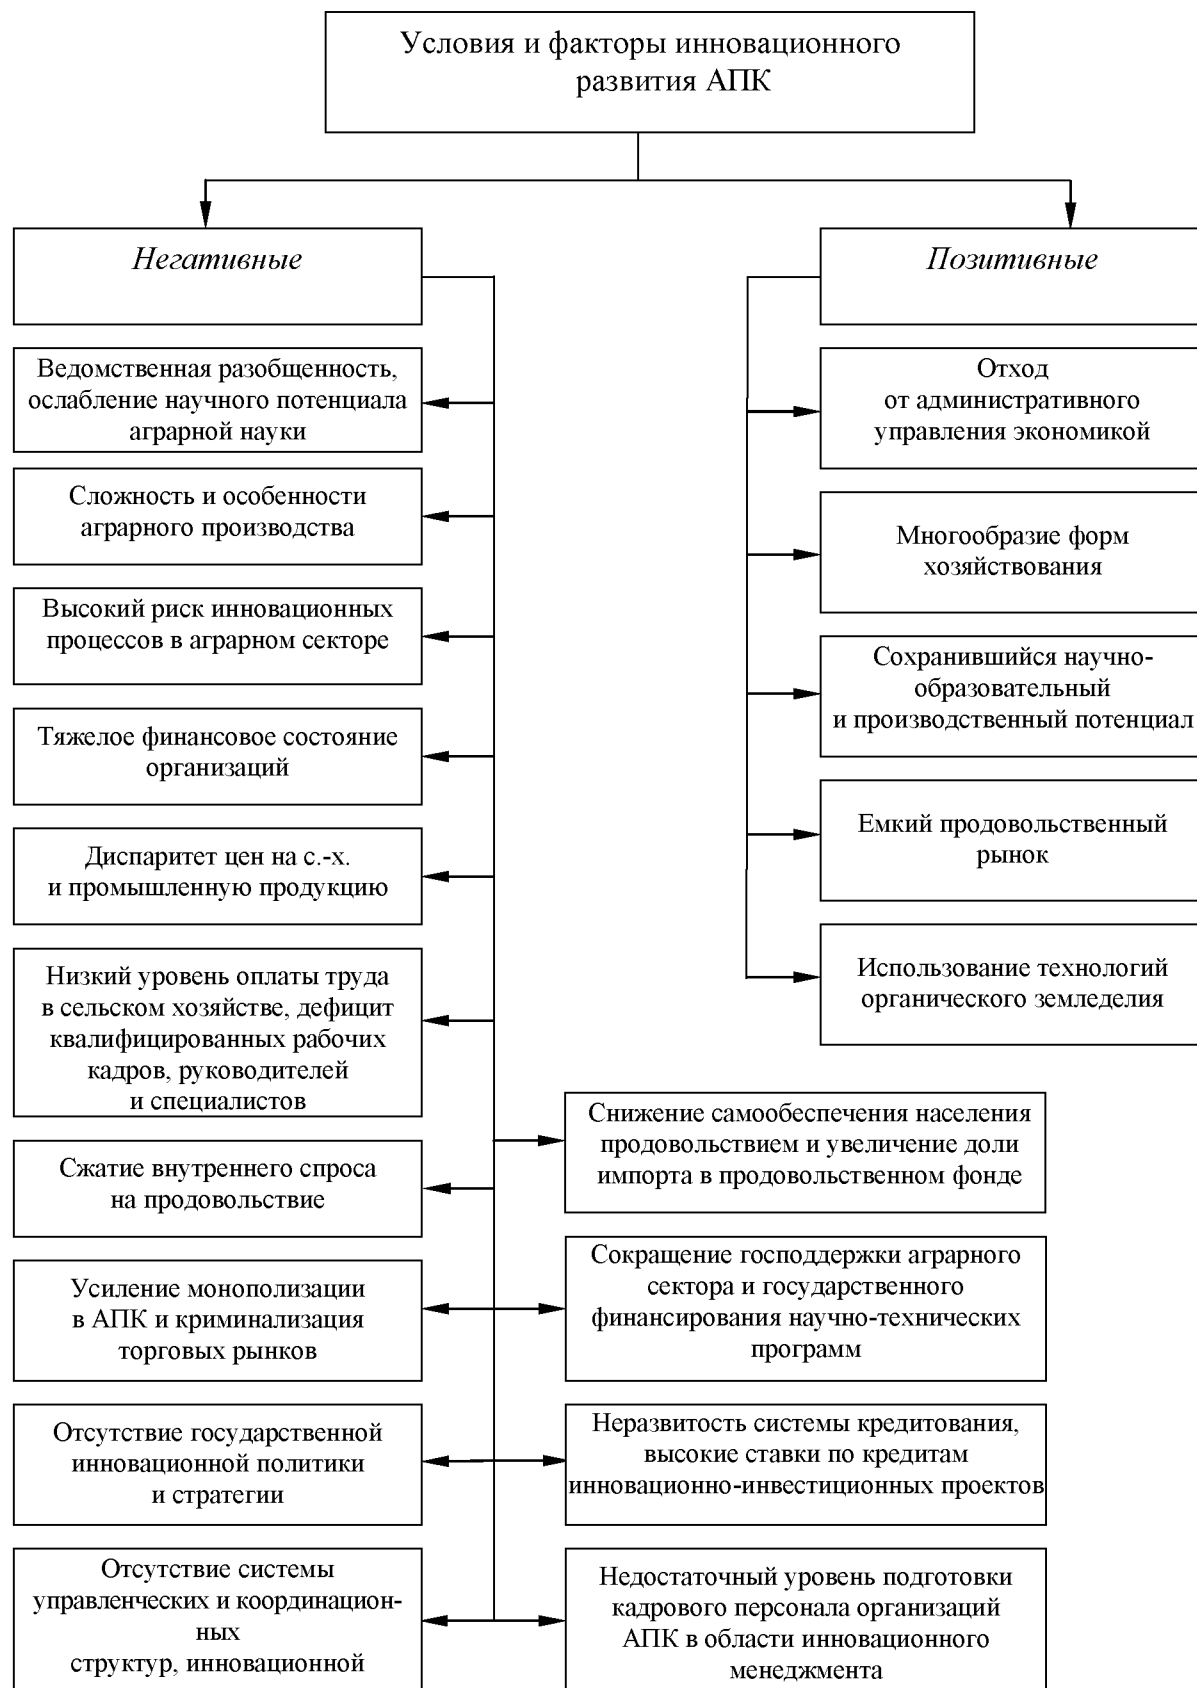 Условия и факторы инновационного
развития АПК
Негативные
Ведомственная разобщенность,
ослабление научного потенциала
аграрной науки
Сложность и особенности
аграрного производства
Высокий риск инновационных
процессов в аграрном секторе
Тяжелое финансовое состояние
организаций
Диспаритет цен на с.-х.
и промышленную продукцию
Низкий уровень оплаты труда
в сельском хозяйстве, дефицит
квалифицированных рабочих
кадров, руководителей
и специалистов
Сжатие внутреннего спроса
на продовольствие
Усиление монополизации
в АПК и криминализация
торговых рынков
Отсутствие государственной
инновационной политики
и стратегии
Отсутствие системы
управленческих и координацион-
ных
структур, инновационной
Снижение самообеспечения населения
продовольствием и увеличение доли
импорта в продовольственном фонде
Сокращение господдержки аграрного
сектора и государственного
финансирования научно-технических
программ
Неразвитость системы кредитования,
высокие ставки по кредитам
инновационно-инвестиционных проектов
Недостаточный уровень подготовки
кадрового персонала организаций
АПК в области инновационного
менеджмента
Позитивные
Отход
от административного
управления экономикой
Многообразие форм
хозяйствования
Сохранившийся научно-
образовательный
и производственный потенциал
Емкий продовольственный
рынок
Использование технологий
органического земледелия